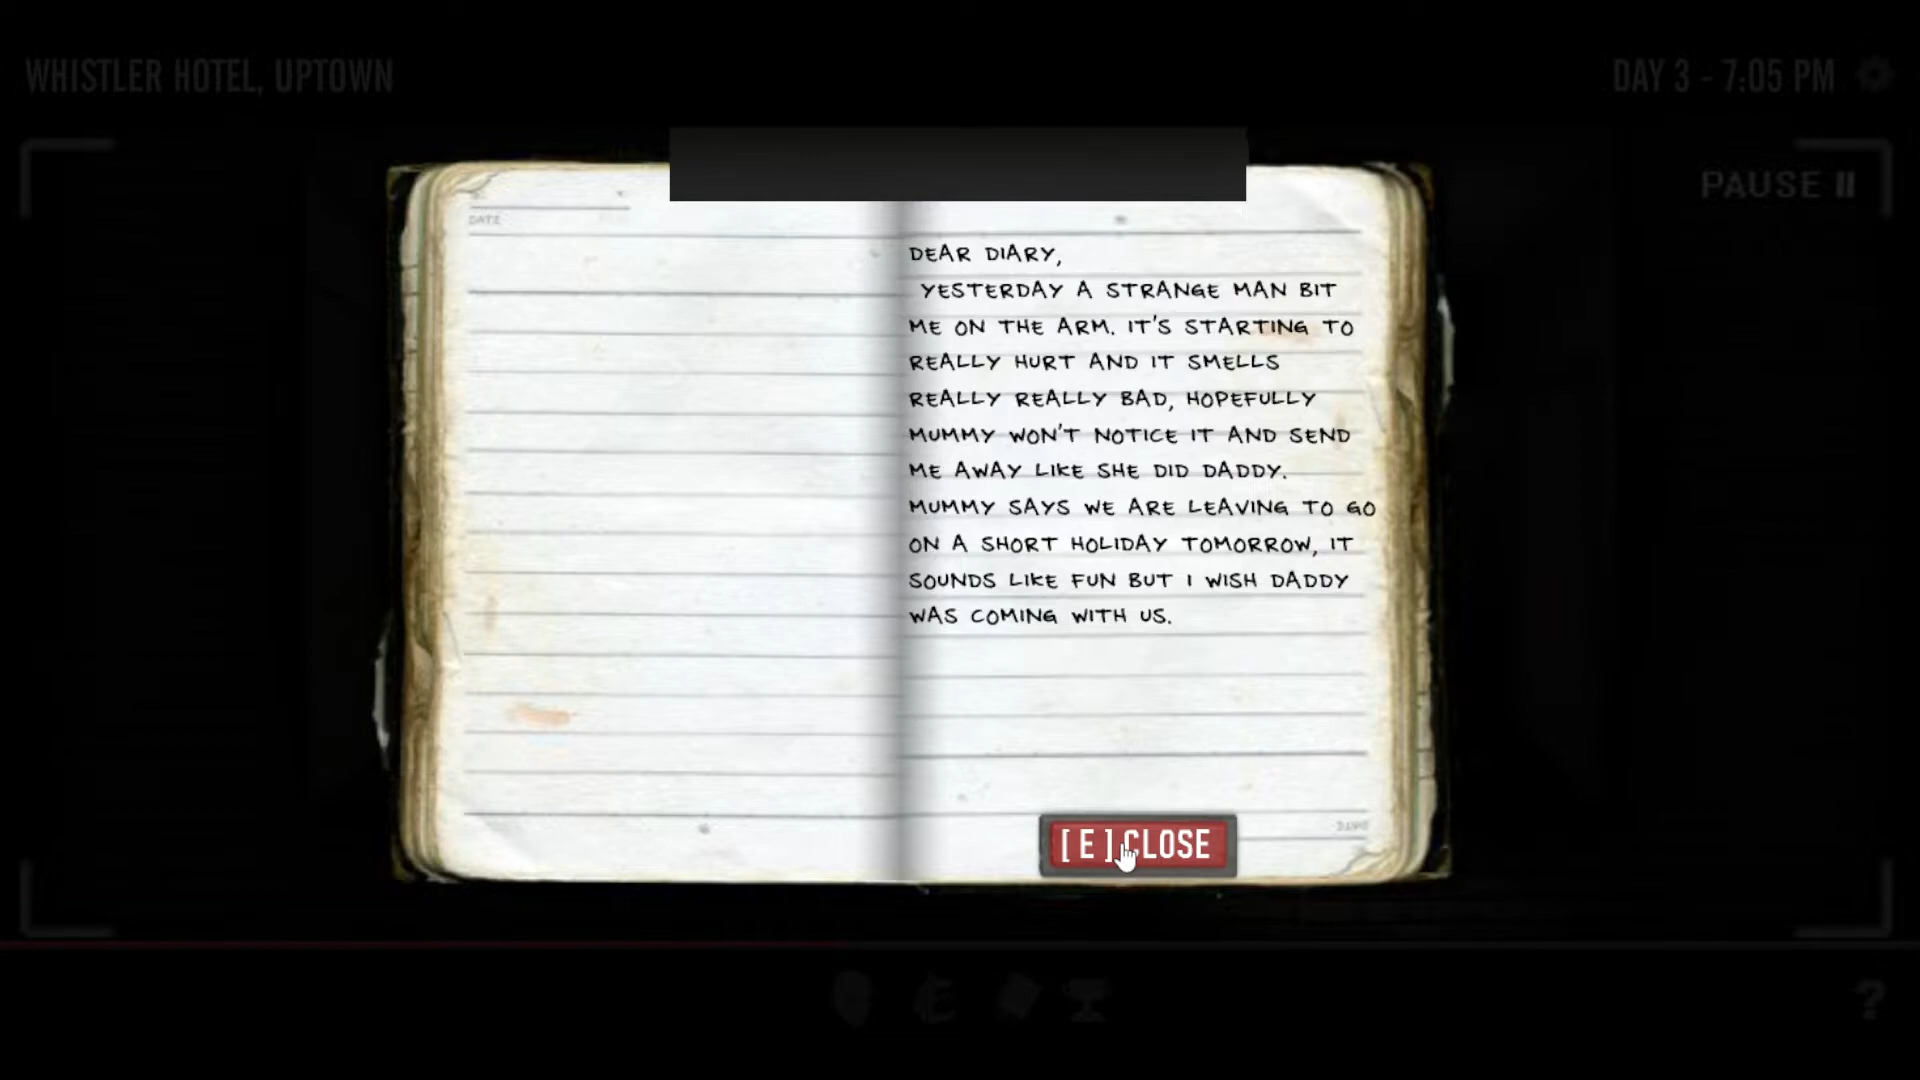 WHISTLER HOTEL, UPTOWN
DAY 3 - 7:05 PM
PAUSE
DATE
DEAR DIARY,
YESTERDAY A STRANGE MAN BIT
ME ON THE ARM. IT'S STARTING TO
REALLY HURT AND IT SMELLS
REALLY REALLY BAD, HOPEFULLY
MUMMY WON'T NOTICE IT AND SEND
ME AWAY LIKE SHE DID DADDY.
MUMMY SAYS WE ARE LEAVING TO GO
ON A SHORT HOLIDAY TOMORROW, IT
SOUNDS LIKE FUN BUT I WISH DADDY
WAS COMING WITH US.
[ E ] CLOSE
?